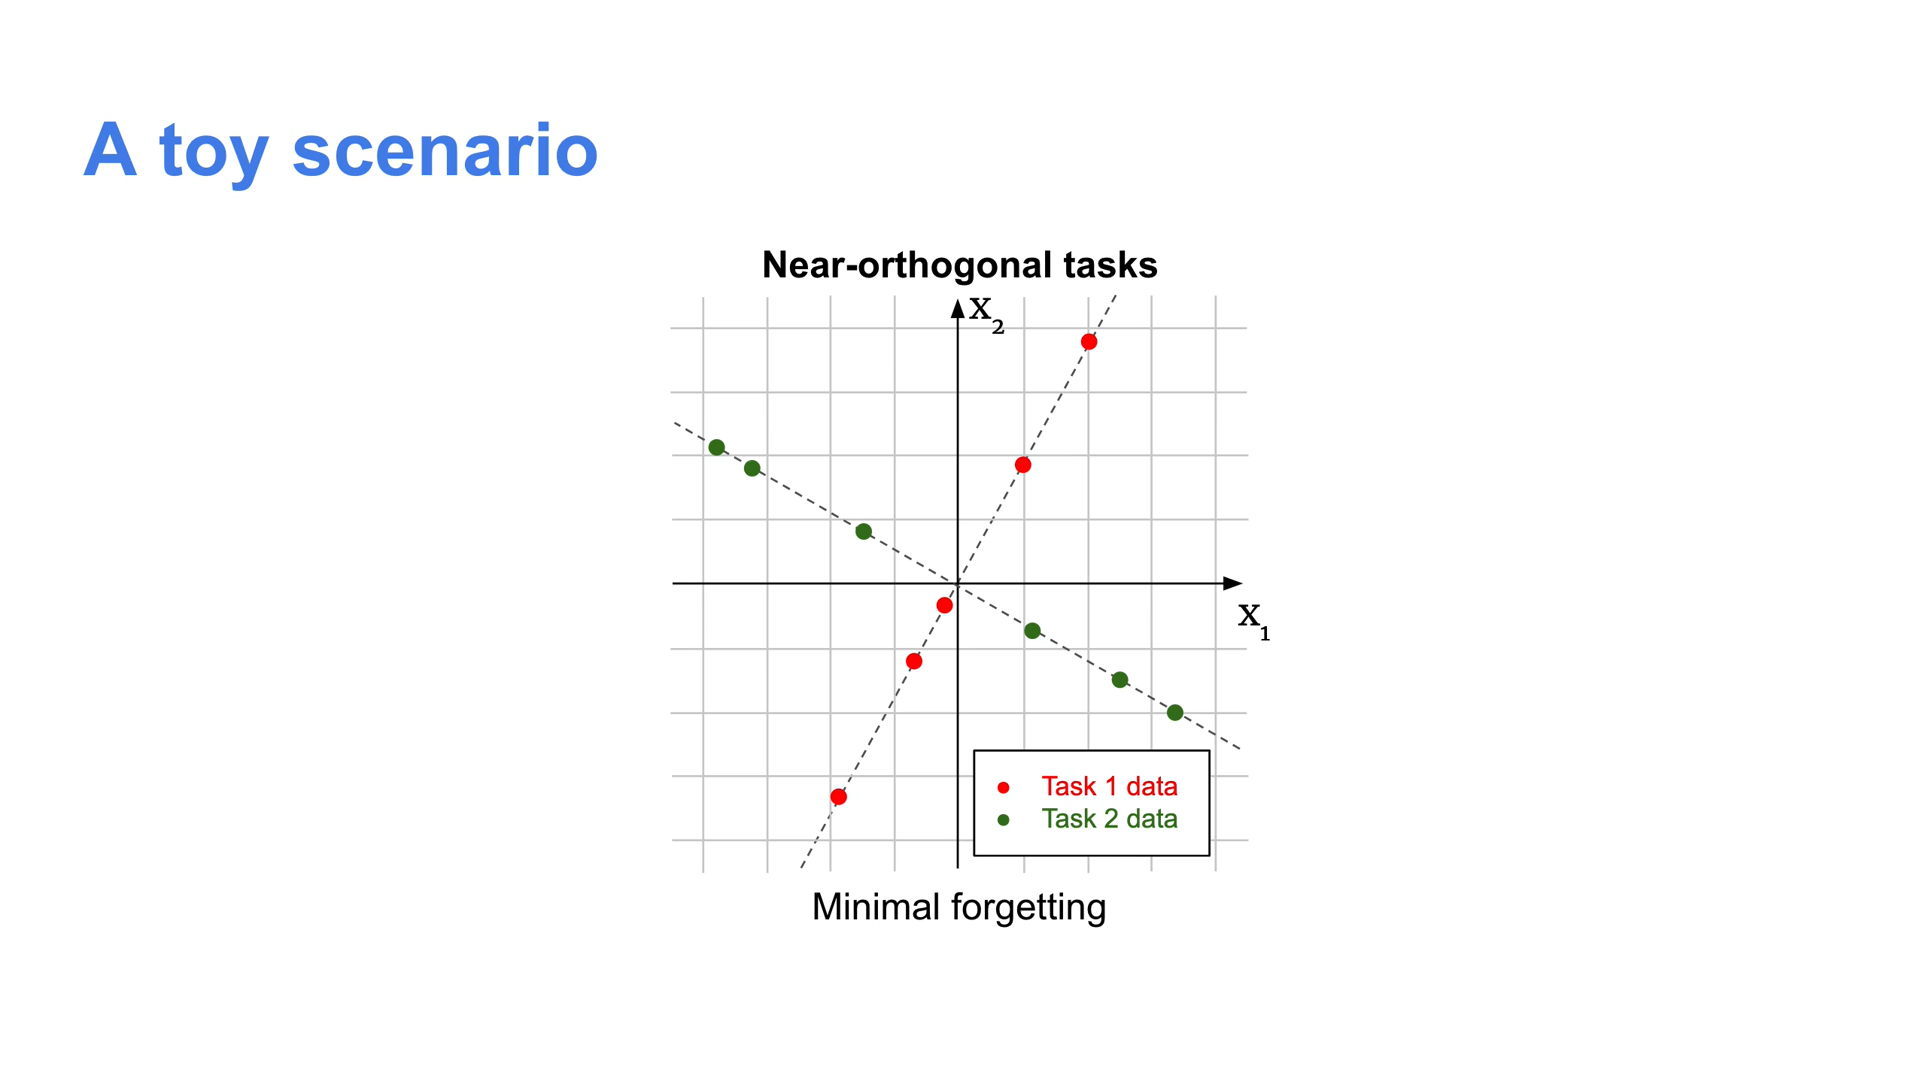 A toy scenario
Near-orthogonal tasks
x₂
x₁
Task 1 data
Task 2 data
Minimal forgetting